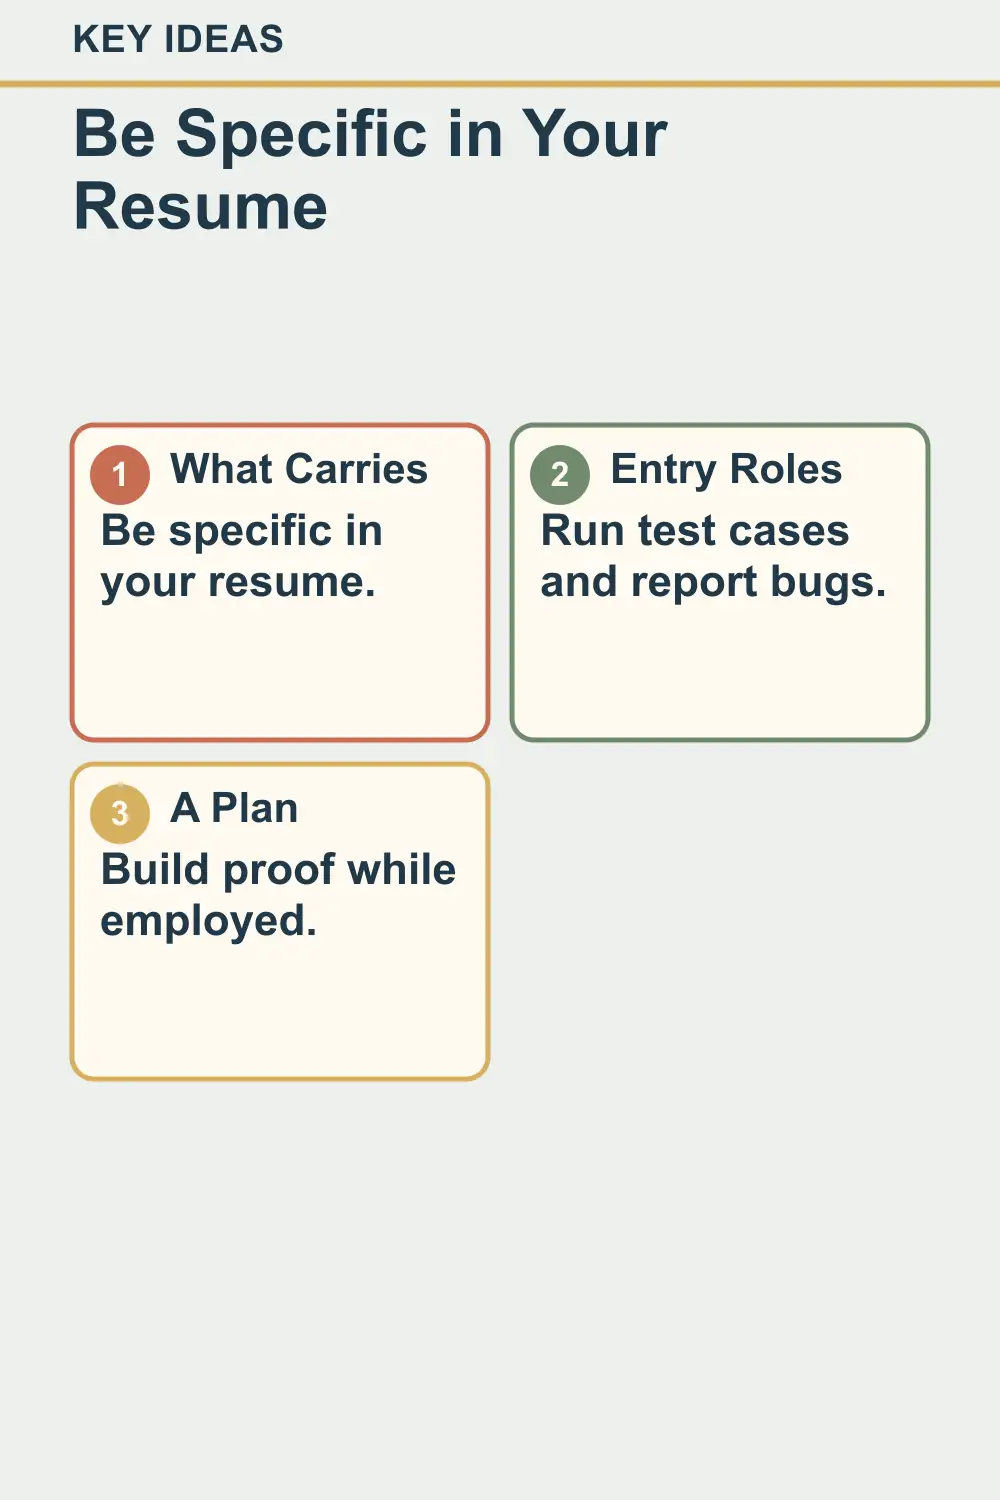 KEY IDEAS
Be Specific in Your
Resume
1 What Carries
Be specific in
your resume.
2 Entry Roles
Run test cases
and report bugs.
3 A Plan
Build proof while
employed.